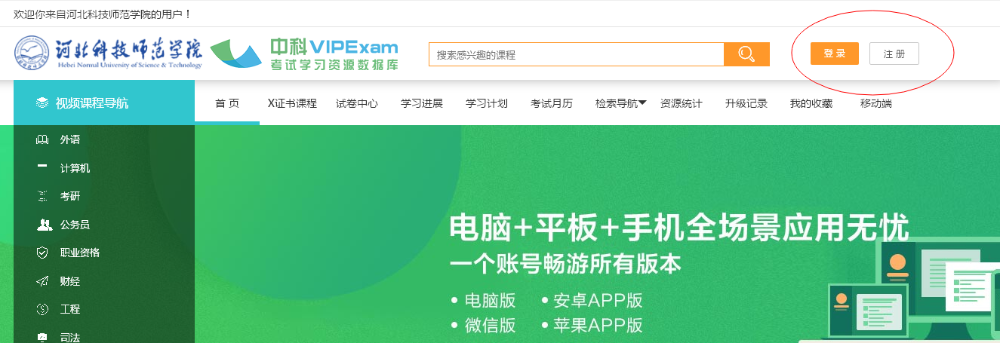 欢迎你来自河北科技师范学院的用户！
河北科技师范学院
Hebei Normal University of Science & Technology
中科VIPExam
考试学习资源数据库
搜索感兴趣的课程
登 录
注 册
视频课程导航
首 页
X证书课程
试卷中心
学习进展
学习计划
考试月历
检索导航
资源统计
升级记录
我的收藏
移动端
外语
计算机
考研
公务员
职业资格
财经
工程
司法
电脑+平板+手机全场景应用无忧
一个账号畅游所有版本
• 电脑版
• 安卓APP版
• 微信版
• 苹果APP版